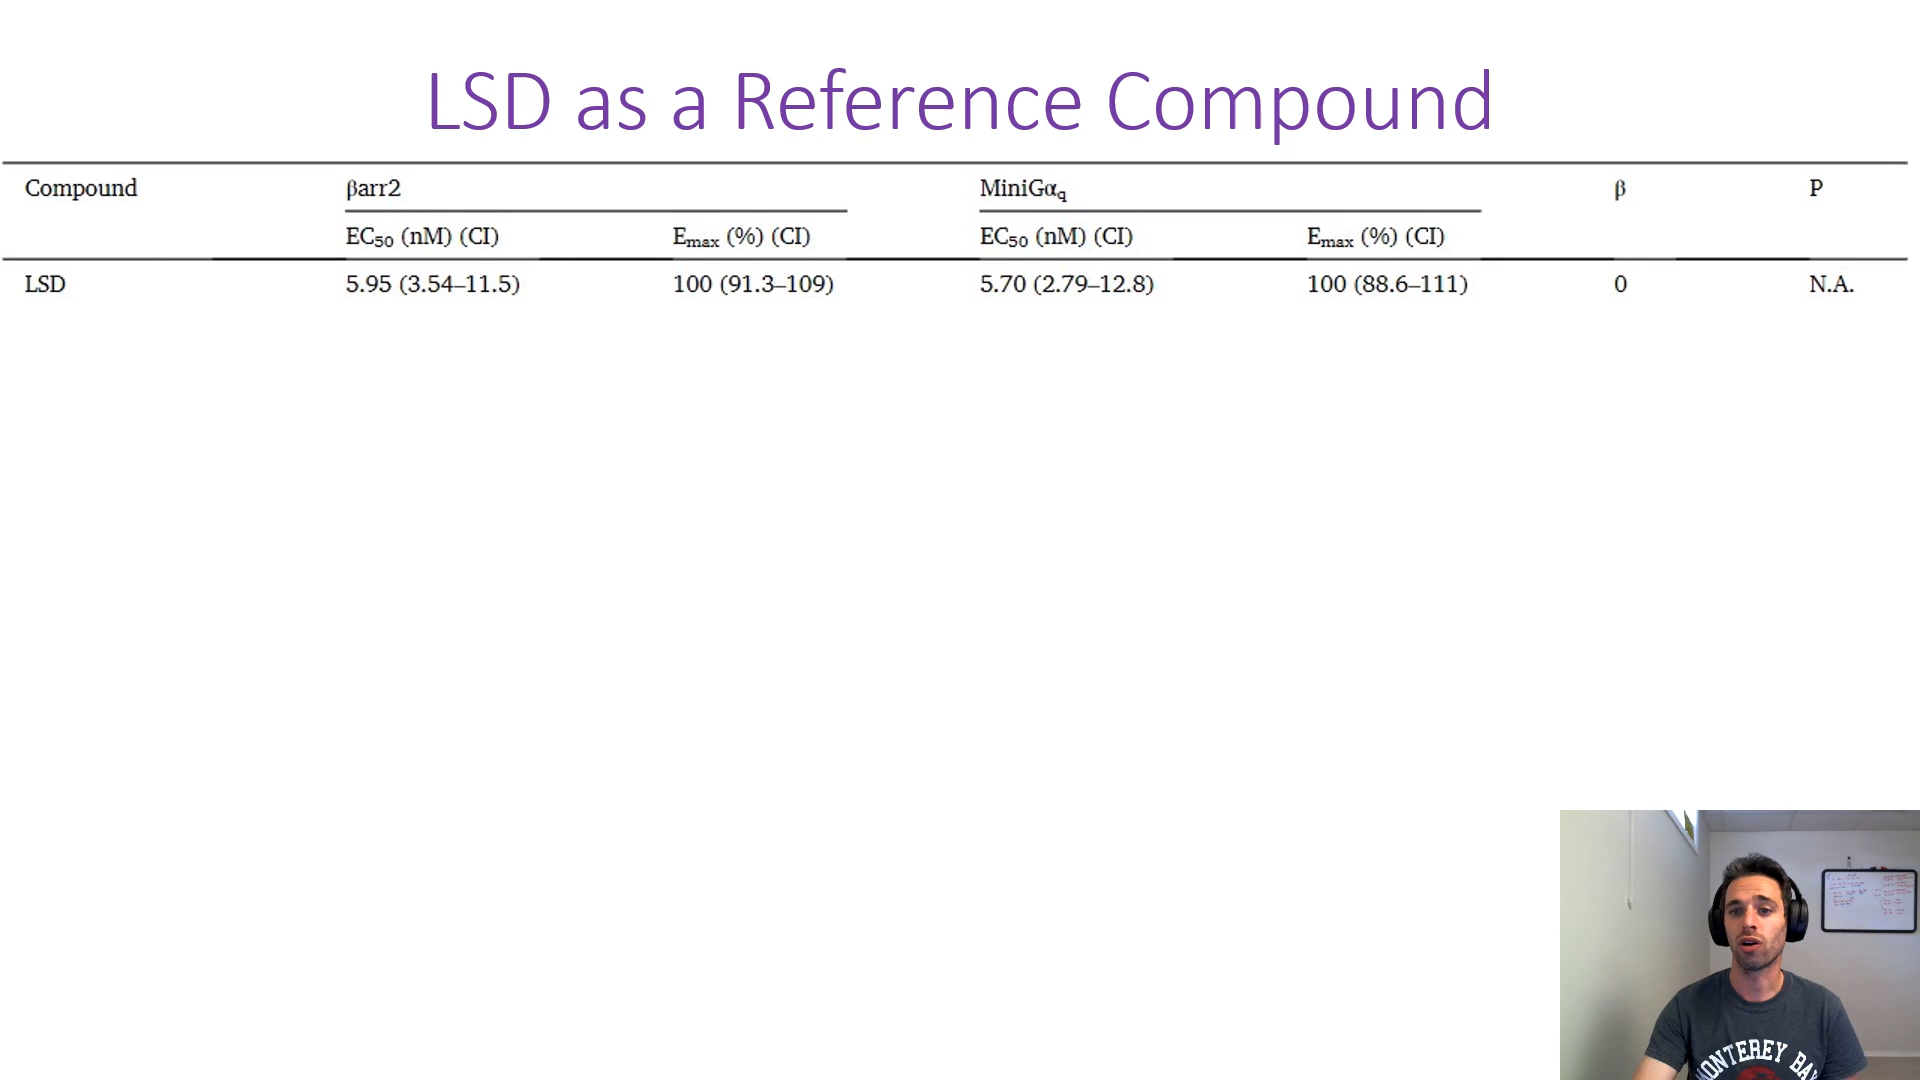 LSD as a Reference Compound
Compound βarr2 MiniGαq β P
EC50 (nM) (CI) Emax (%) (CI) EC50 (nM) (CI) Emax (%) (CI)
LSD 5.95 (3.54–11.5) 100 (91.3–109) 5.70 (2.79–12.8) 100 (88.6–111) 0 N.A.
MONTEREY BAY